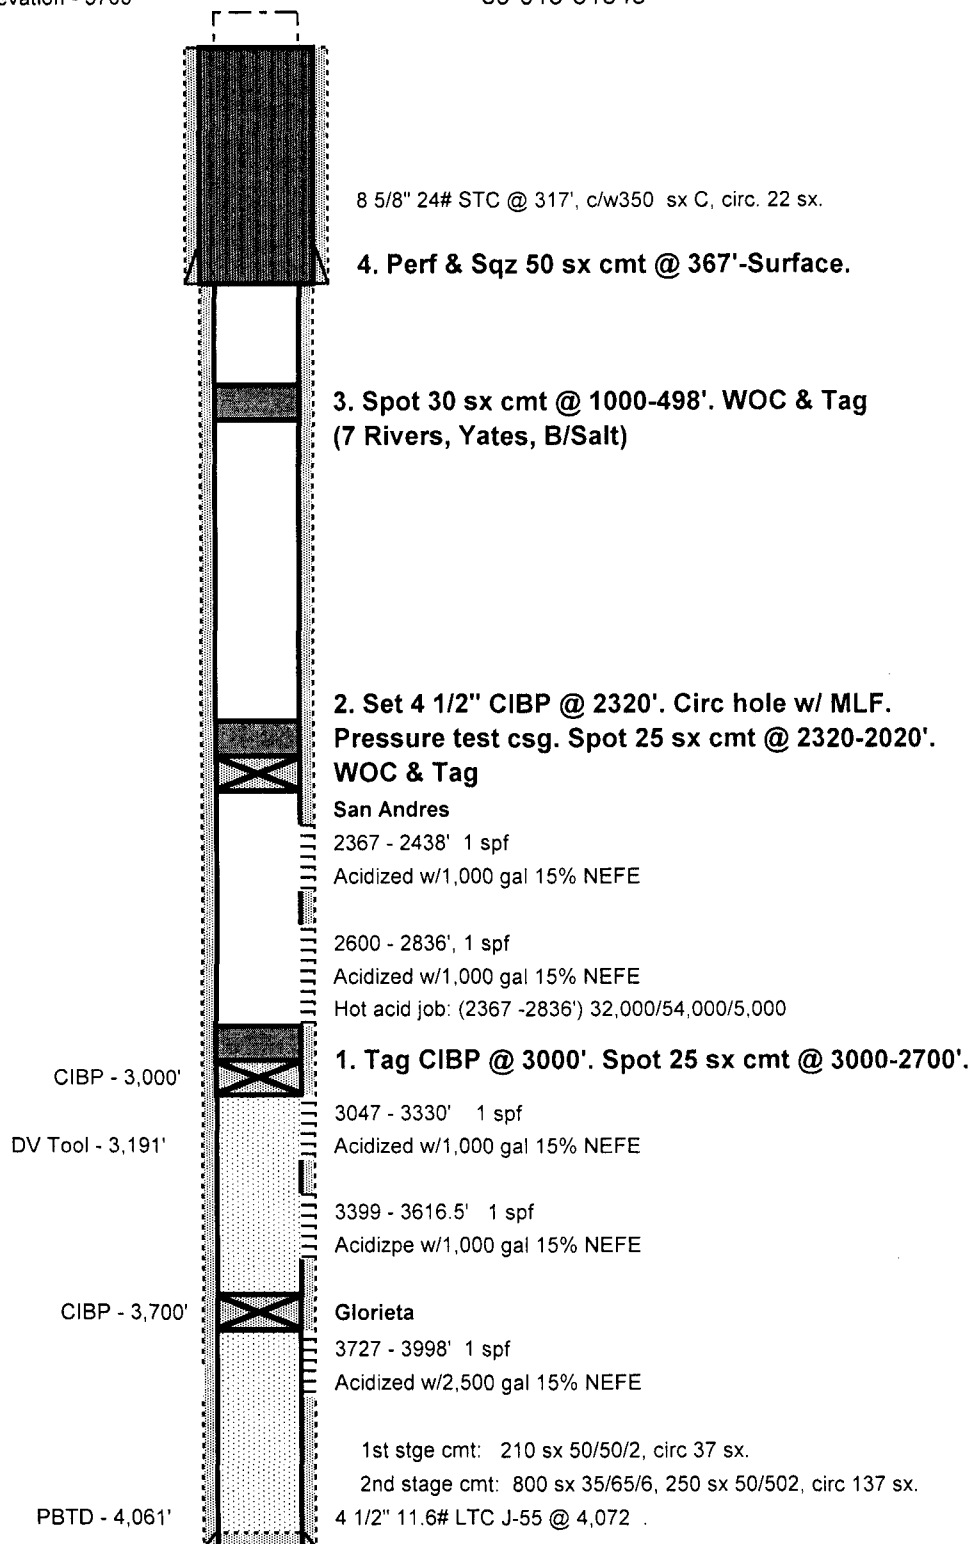 8 5/8" 24# STC @ 317', c/w350 sx C, circ. 22 sx.
4. Perf & Sqz 50 sx cmt @ 367'-Surface.
3. Spot 30 sx cmt @ 1000-498'. WOC & Tag
(7 Rivers, Yates, B/Salt)
2. Set 4 1/2" CIBP @ 2320'. Circ hole w/ MLF.
Pressure test csg. Spot 25 sx cmt @ 2320-2020'.
WOC & Tag
San Andres
2367 - 2438' 1 spf
Acidized w/1,000 gal 15% NEFE
2600 - 2836', 1 spf
Acidized w/1,000 gal 15% NEFE
Hot acid job: (2367 -2836') 32,000/54,000/5,000
1. Tag CIBP @ 3000'. Spot 25 sx cmt @ 3000-2700'.
CIBP - 3,000'
3047 - 3330' 1 spf
DV Tool - 3,191'
Acidized w/1,000 gal 15% NEFE
3399 - 3616.5' 1 spf
Acidizpe w/1,000 gal 15% NEFE
CIBP - 3,700'
Glorieta
3727 - 3998' 1 spf
Acidized w/2,500 gal 15% NEFE
1st stge cmt: 210 sx 50/50/2, circ 37 sx.
2nd stage cmt: 800 sx 35/65/6, 250 sx 50/502, circ 137 sx.
PBTD - 4,061'
4 1/2" 11.6# LTC J-55 @ 4,072 .